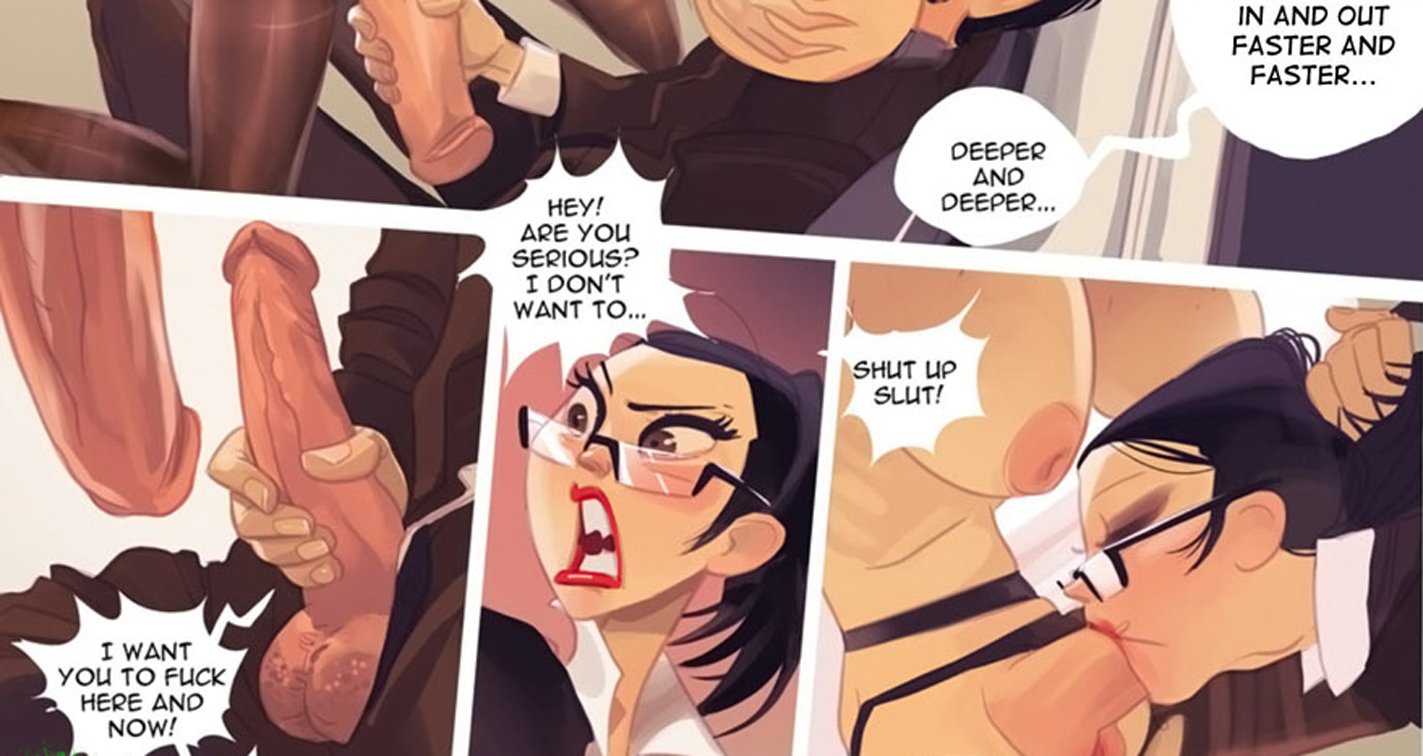 IN AND OUT
FASTER AND
FASTER...
DEEPER
AND
DEEPER...
I WANT
YOU TO FUCK
HERE AND
NOW!
HEY!
ARE YOU
SERIOUS?
I DON'T
WANT TO...
SHUT UP
SLUT!